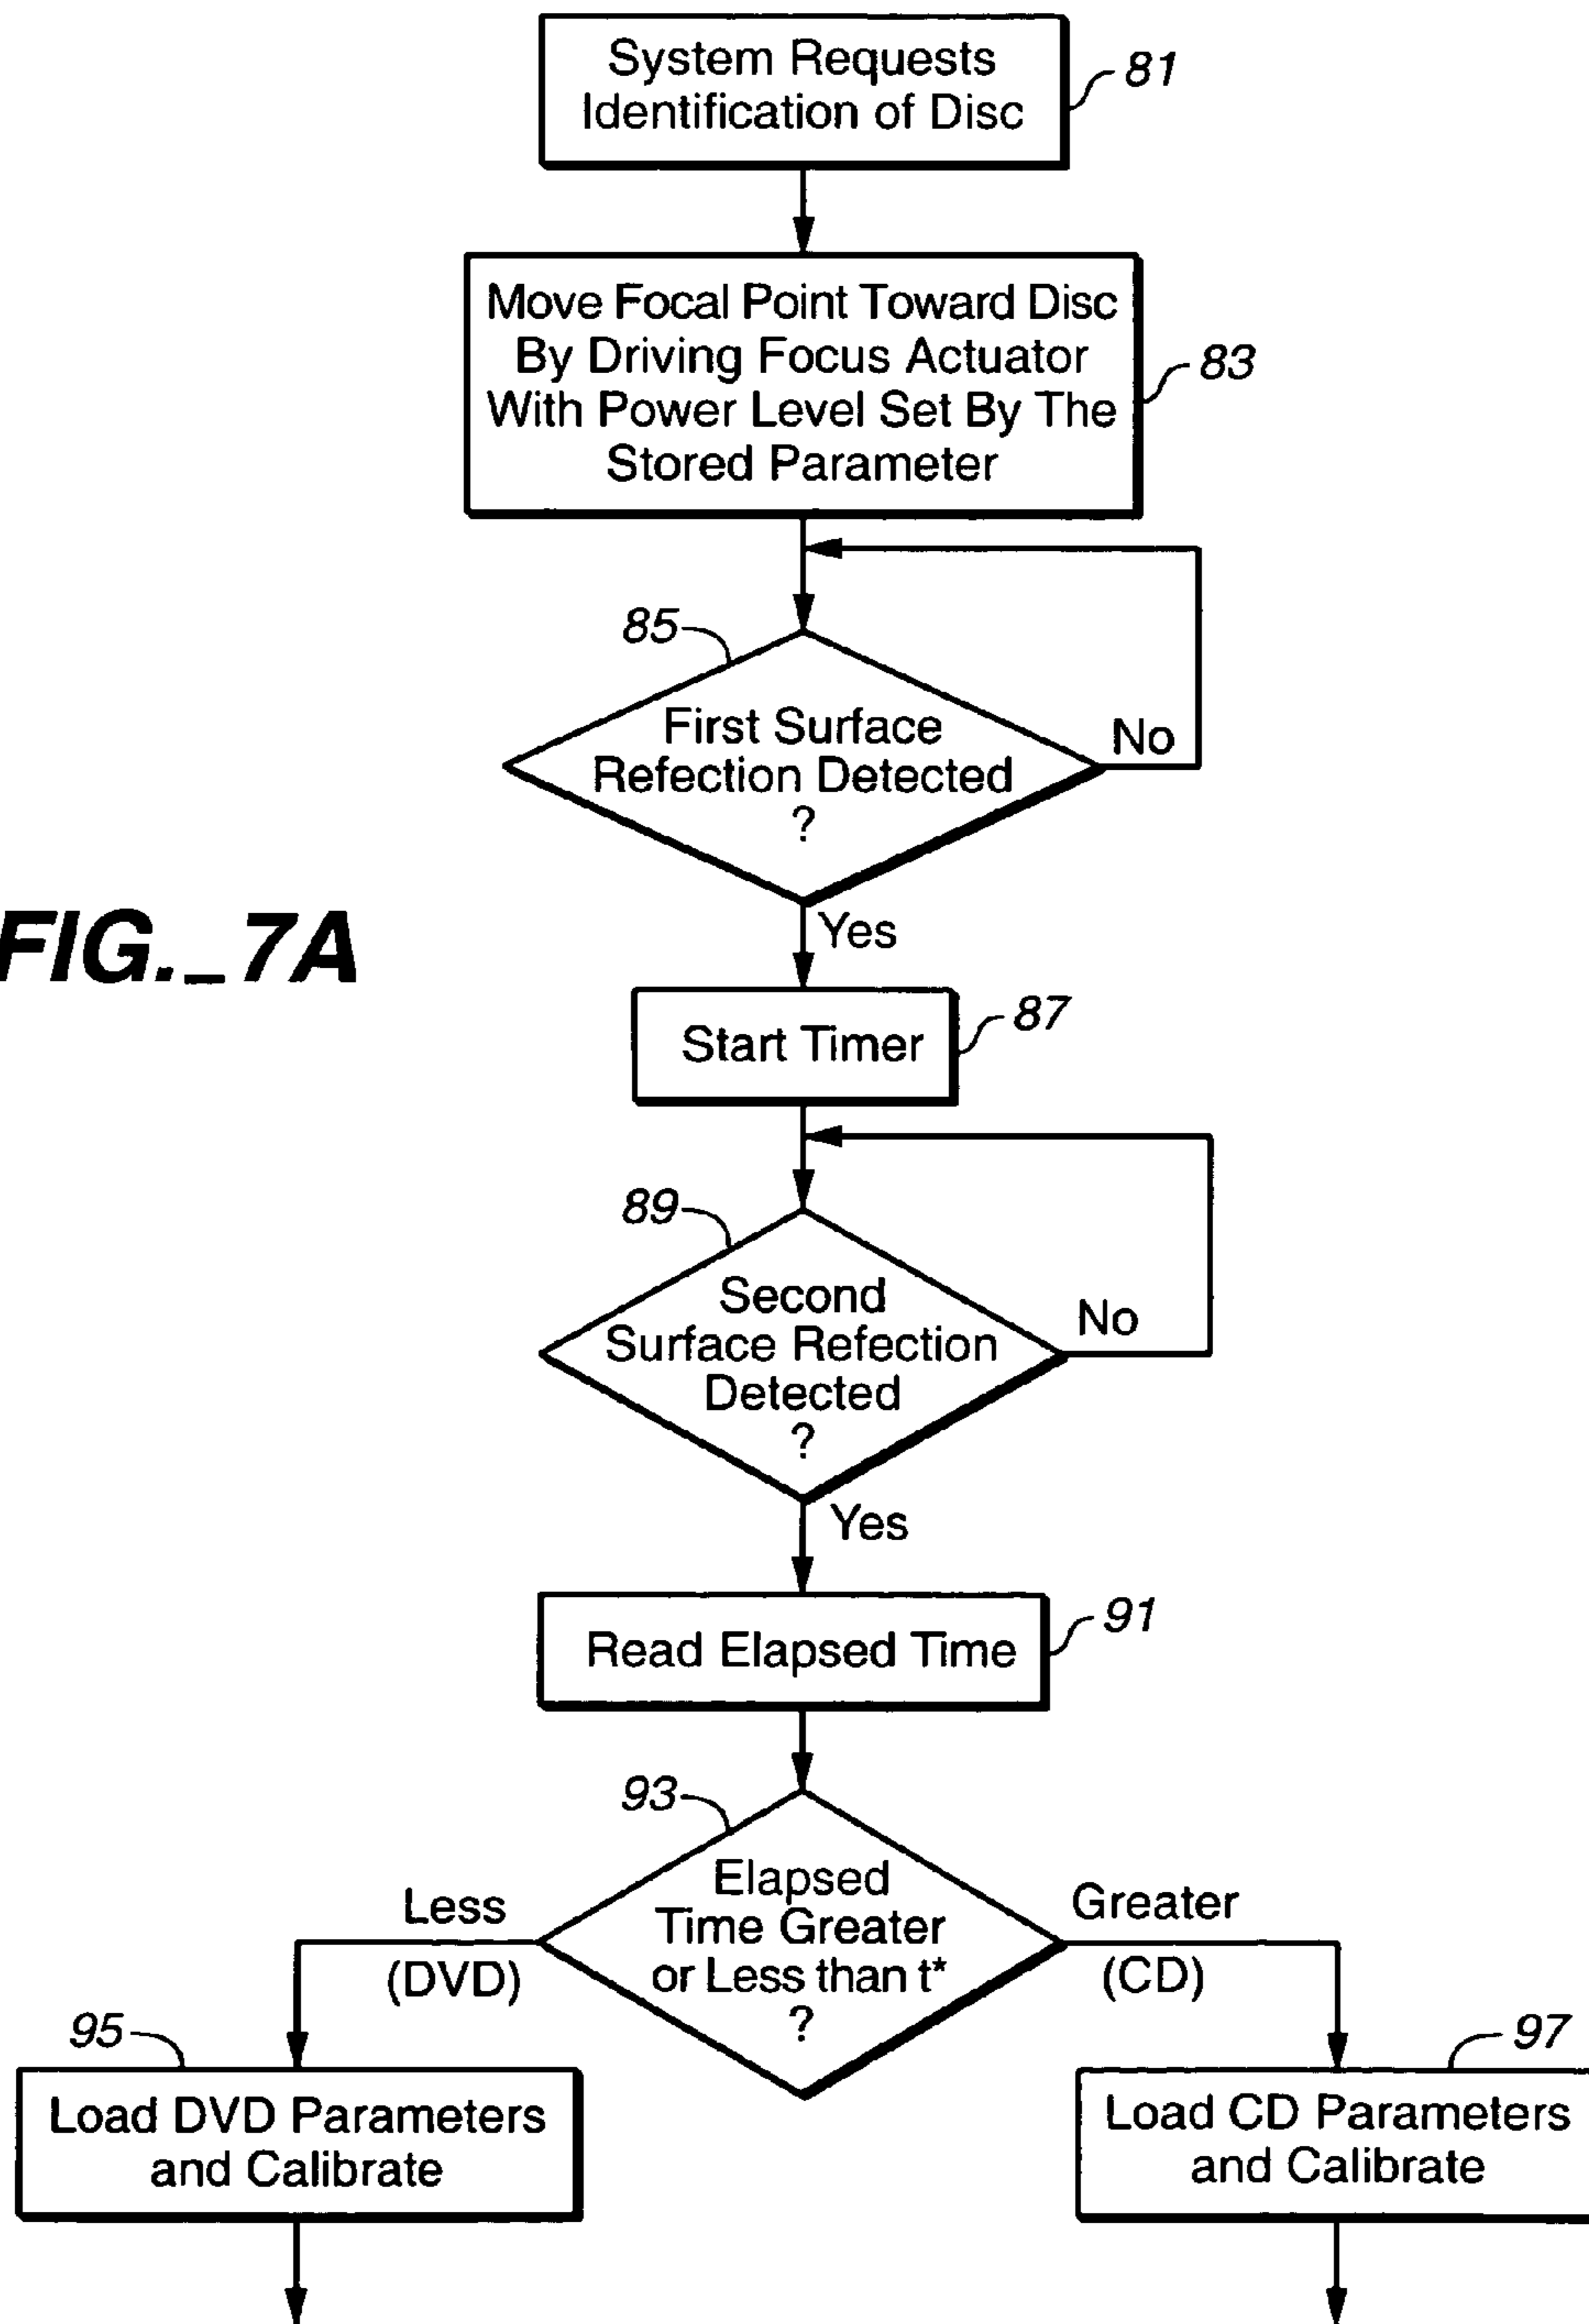 System Requests
Identification of Disc
81
Move Focal Point Toward Disc
By Driving Focus Actuator
With Power Level Set By The
Stored Parameter
83
85
First Surface
Refection Detected
?
No
Yes
FIG._7A
Start Timer
87
89
Second
Surface Refection
Detected
?
No
Yes
Read Elapsed Time
91
93
Elapsed
Time Greater
or Less than t*
?
Less
(DVD)
Greater
(CD)
95
Load DVD Parameters
and Calibrate
97
Load CD Parameters
and Calibrate